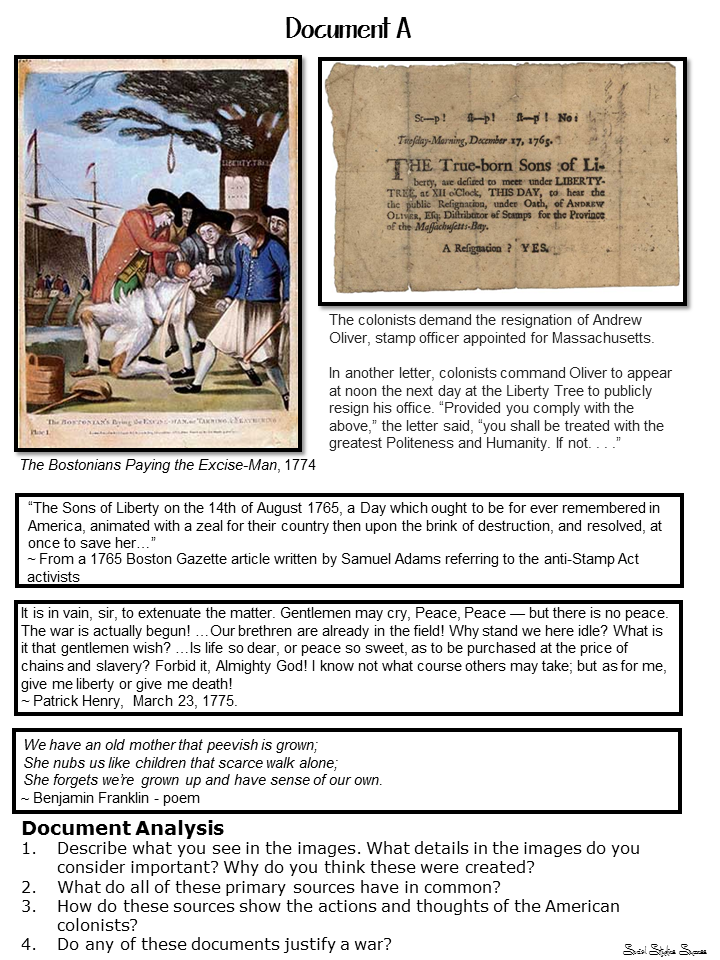 Document A
LIBERTY TREE
The BOSTONIAN'S Paying the EXCISE-MAN, or TARRING & FEATHERING
Plate I.
The Bostonians Paying the Excise-Man, 1774
St—p! st—p! st—p! No:
Tuesday-Morning, December 17, 1765.
THE True-born Sons of Li-
berty, are desired to meet under LIBERTY-
TREE, at XII o'Clock, THIS DAY, to hear the
the public Resignation, under Oath, of ANDREW
OLIVER, Esq; Distributor of Stamps for the Province
of the Massachusetts-Bay.
A Resignation ? YES.
The colonists demand the resignation of Andrew
Oliver, stamp officer appointed for Massachusetts.
In another letter, colonists command Oliver to appear
at noon the next day at the Liberty Tree to publicly
resign his office. “Provided you comply with the
above,” the letter said, “you shall be treated with the
greatest Politeness and Humanity. If not. . . .”
“The Sons of Liberty on the 14th of August 1765, a Day which ought to be for ever remembered in
America, animated with a zeal for their country then upon the brink of destruction, and resolved, at
once to save her…”
~ From a 1765 Boston Gazette article written by Samuel Adams referring to the anti-Stamp Act
activists
It is in vain, sir, to extenuate the matter. Gentlemen may cry, Peace, Peace — but there is no peace.
The war is actually begun! …Our brethren are already in the field! Why stand we here idle? What is
it that gentlemen wish? …Is life so dear, or peace so sweet, as to be purchased at the price of
chains and slavery? Forbid it, Almighty God! I know not what course others may take; but as for me,
give me liberty or give me death!
~ Patrick Henry, March 23, 1775.
We have an old mother that peevish is grown;
She nubs us like children that scarce walk alone;
She forgets we're grown up and have sense of our own.
~ Benjamin Franklin - poem
Document Analysis
1. Describe what you see in the images. What details in the images do you
consider important? Why do you think these were created?
2. What do all of these primary sources have in common?
3. How do these sources show the actions and thoughts of the American
colonists?
4. Do any of these documents justify a war?
Social Studies Success